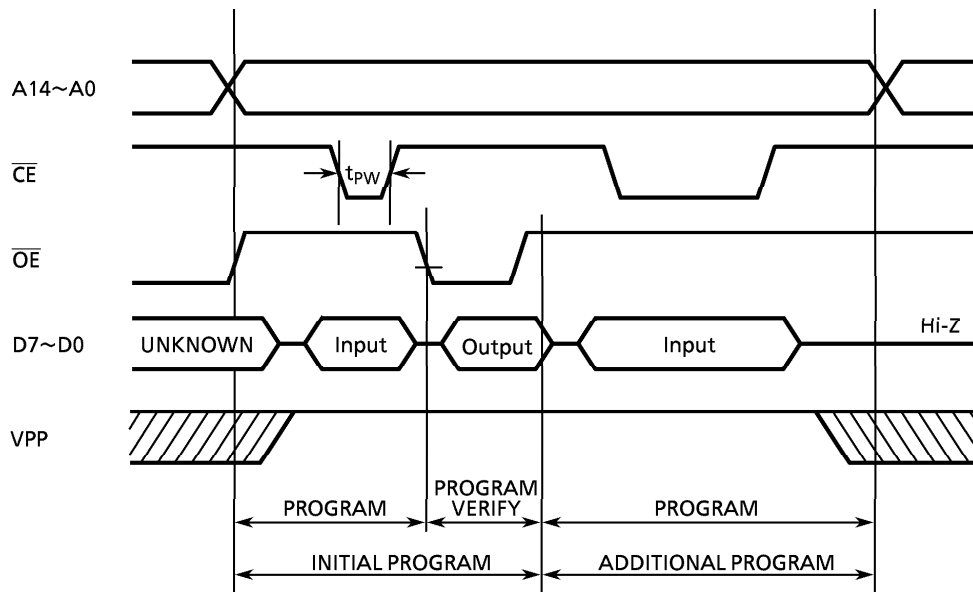 A14~A0
CE
tPW
OE
D7~D0
UNKNOWN
Input
Output
Input
Hi-Z
VPP
PROGRAM
PROGRAM
VERIFY
PROGRAM
INITIAL PROGRAM
ADDITIONAL PROGRAM